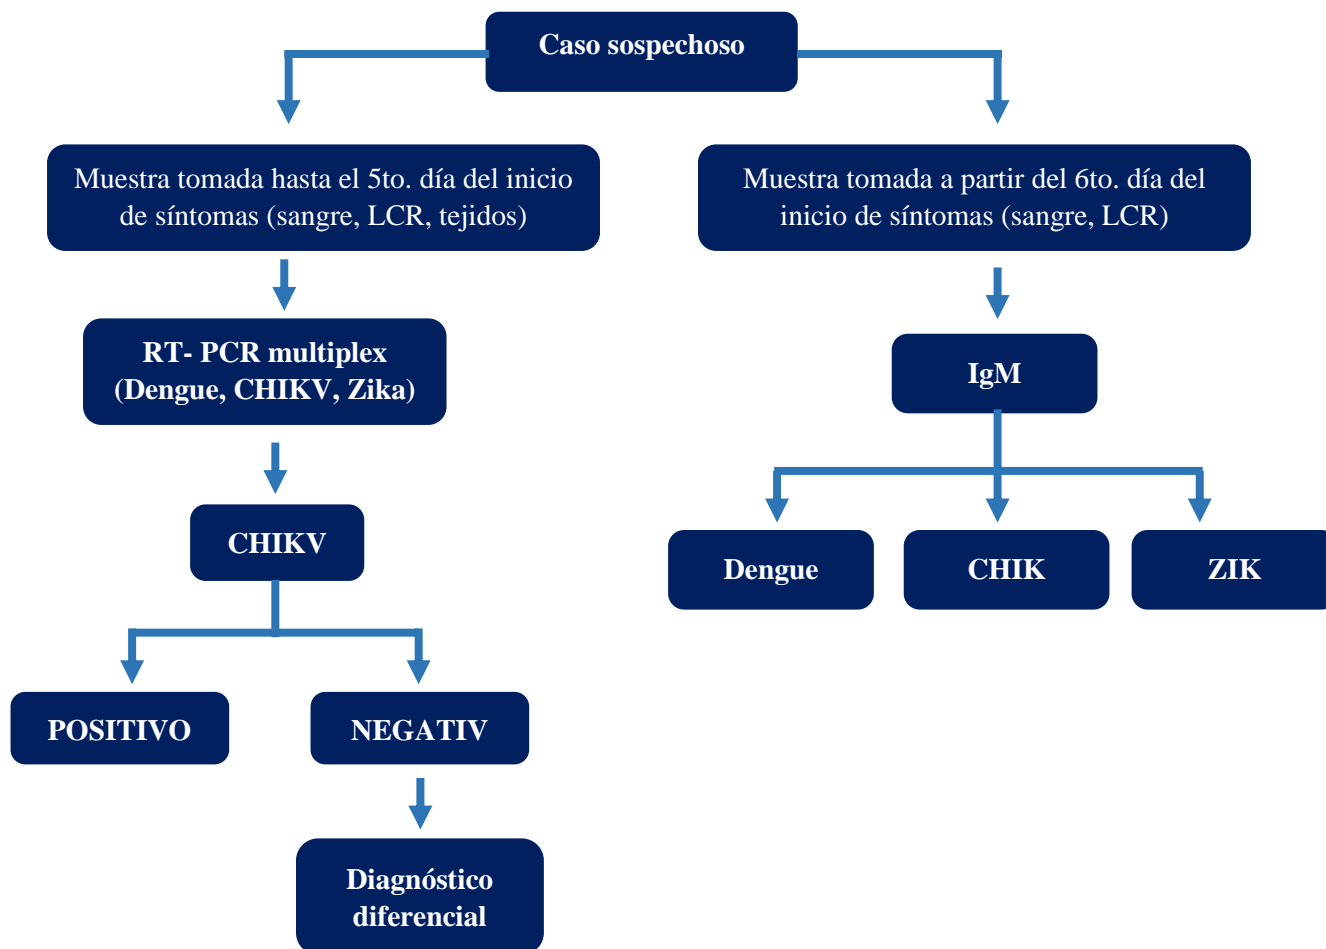 Caso sospechoso
Muestra tomada hasta el 5to. día del inicio
de síntomas (sangre, LCR, tejidos)
Muestra tomada a partir del 6to. día del
inicio de síntomas (sangre, LCR)
RT- PCR multiplex
(Dengue, CHIKV, Zika)
IgM
CHIKV
Dengue
CHIK
ZIK
POSITIVO
NEGATIV
Diagnóstico
diferencial